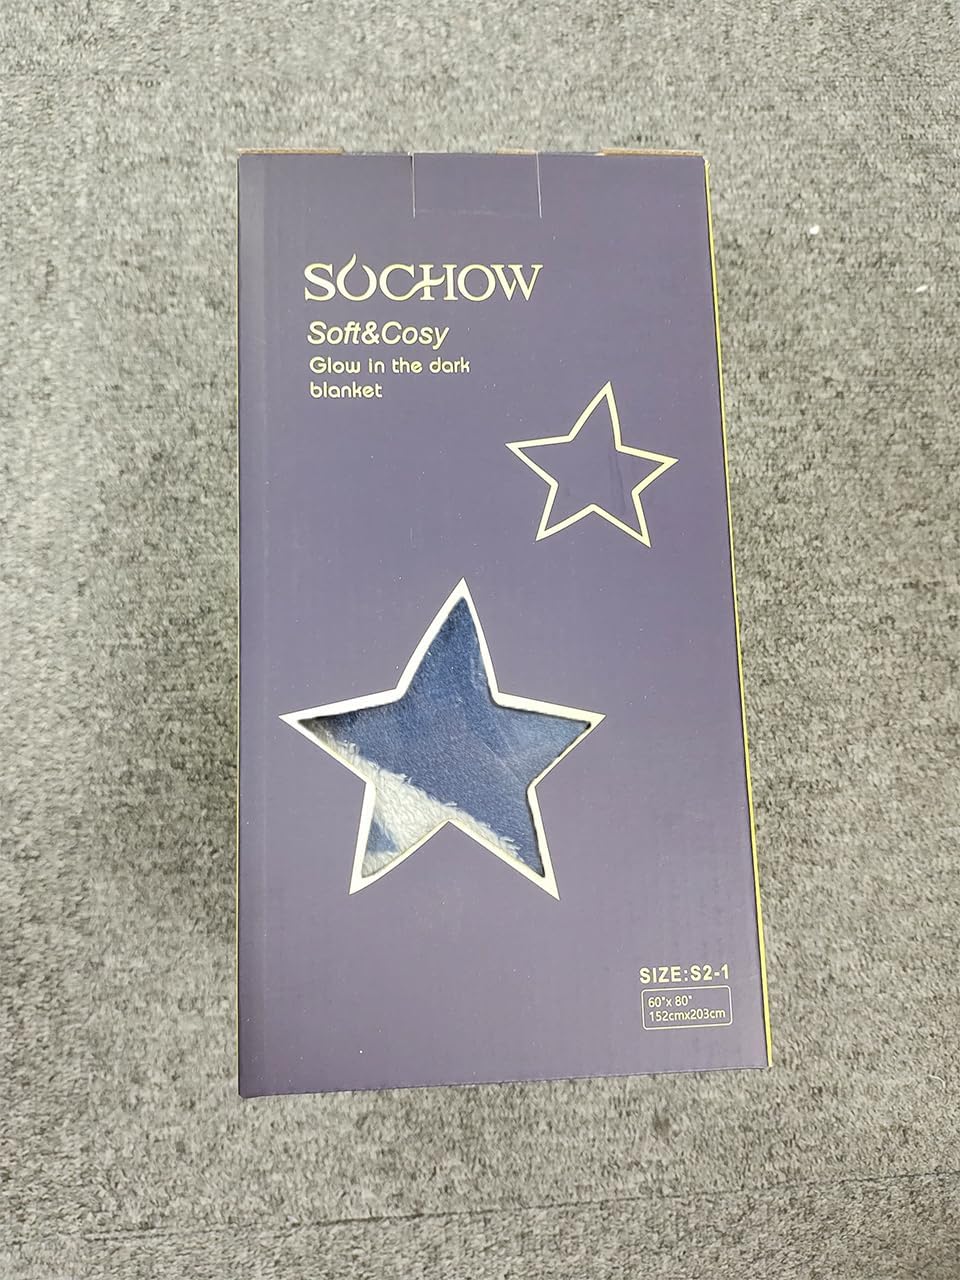 SOCHOW
Soft&Cosy
Glow in the dark
blanket
SIZE:S2-1
60"x 80"
152cmx203cm